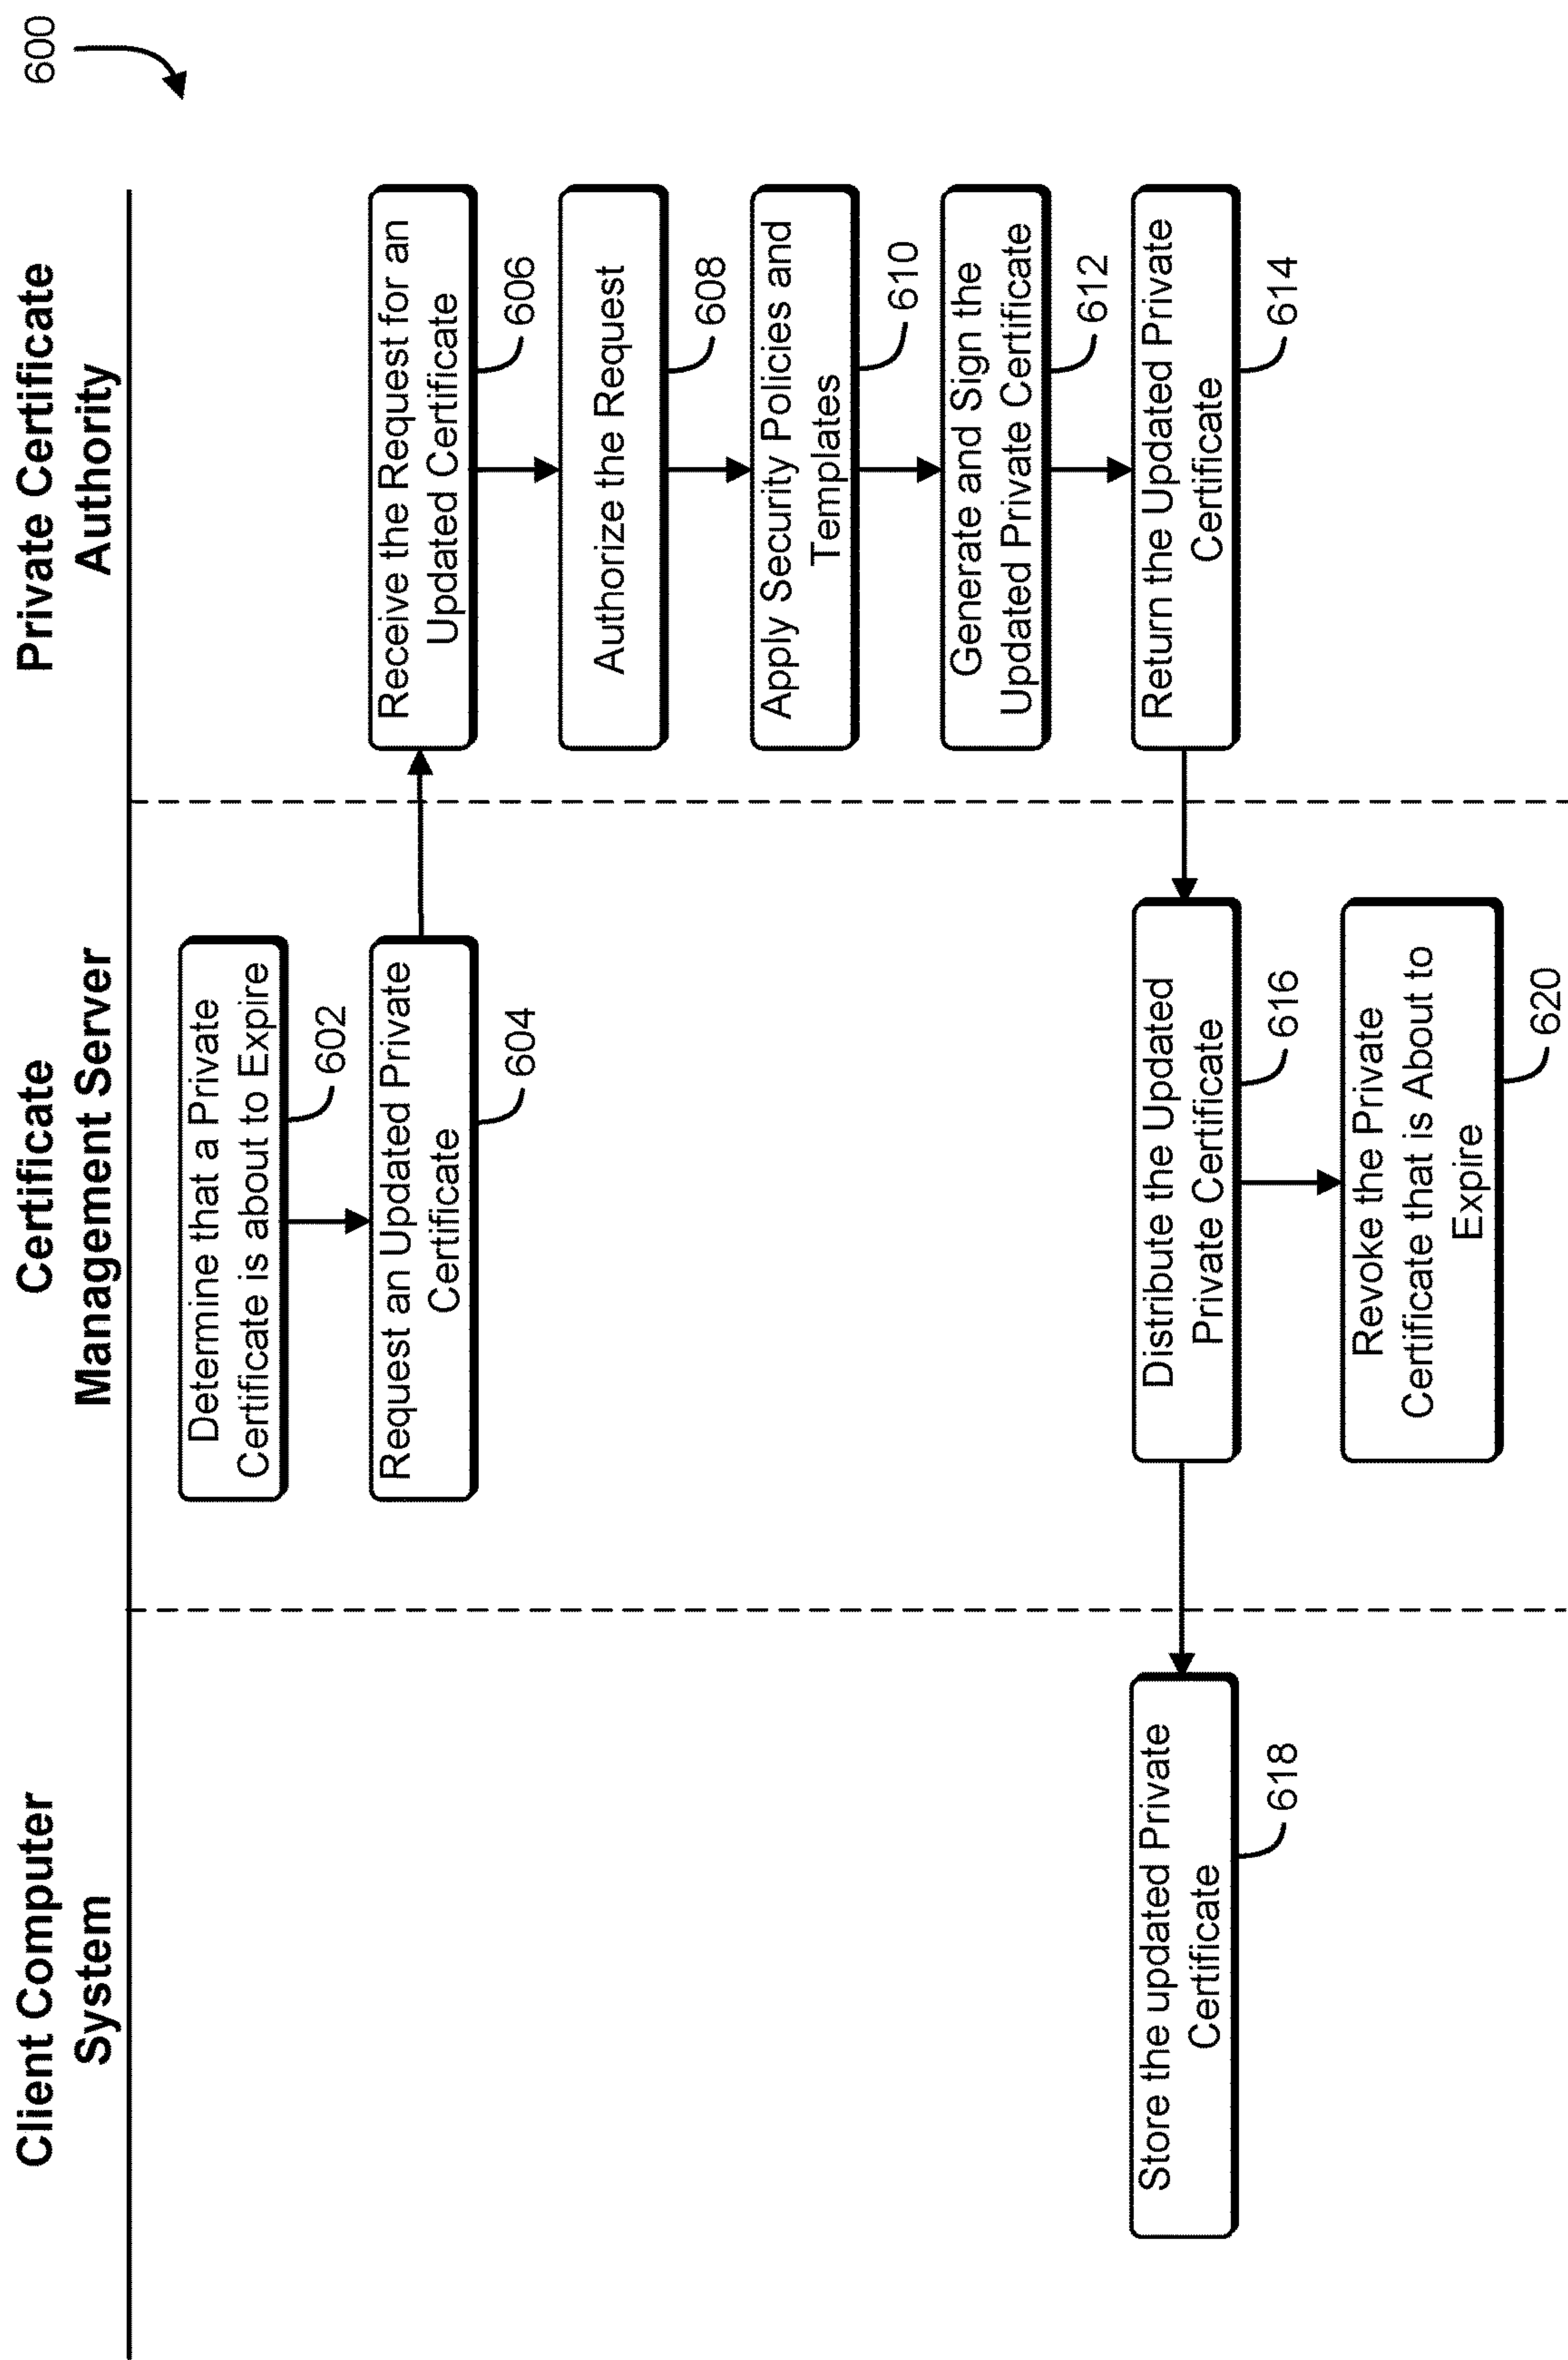 600
Client Computer
System
Certificate
Management Server
Private Certificate
Authority
Determine that a Private
Certificate is about to Expire
602
Request an Updated Private
Certificate
604
Receive the Request for an
Updated Certificate
606
Authorize the Request
608
Apply Security Policies and
Templates
610
Generate and Sign the
Updated Private Certificate
612
Return the Updated Private
Certificate
614
Distribute the Updated
Private Certificate
616
Store the updated Private
Certificate
618
Revoke the Private
Certificate that is About to
Expire
620